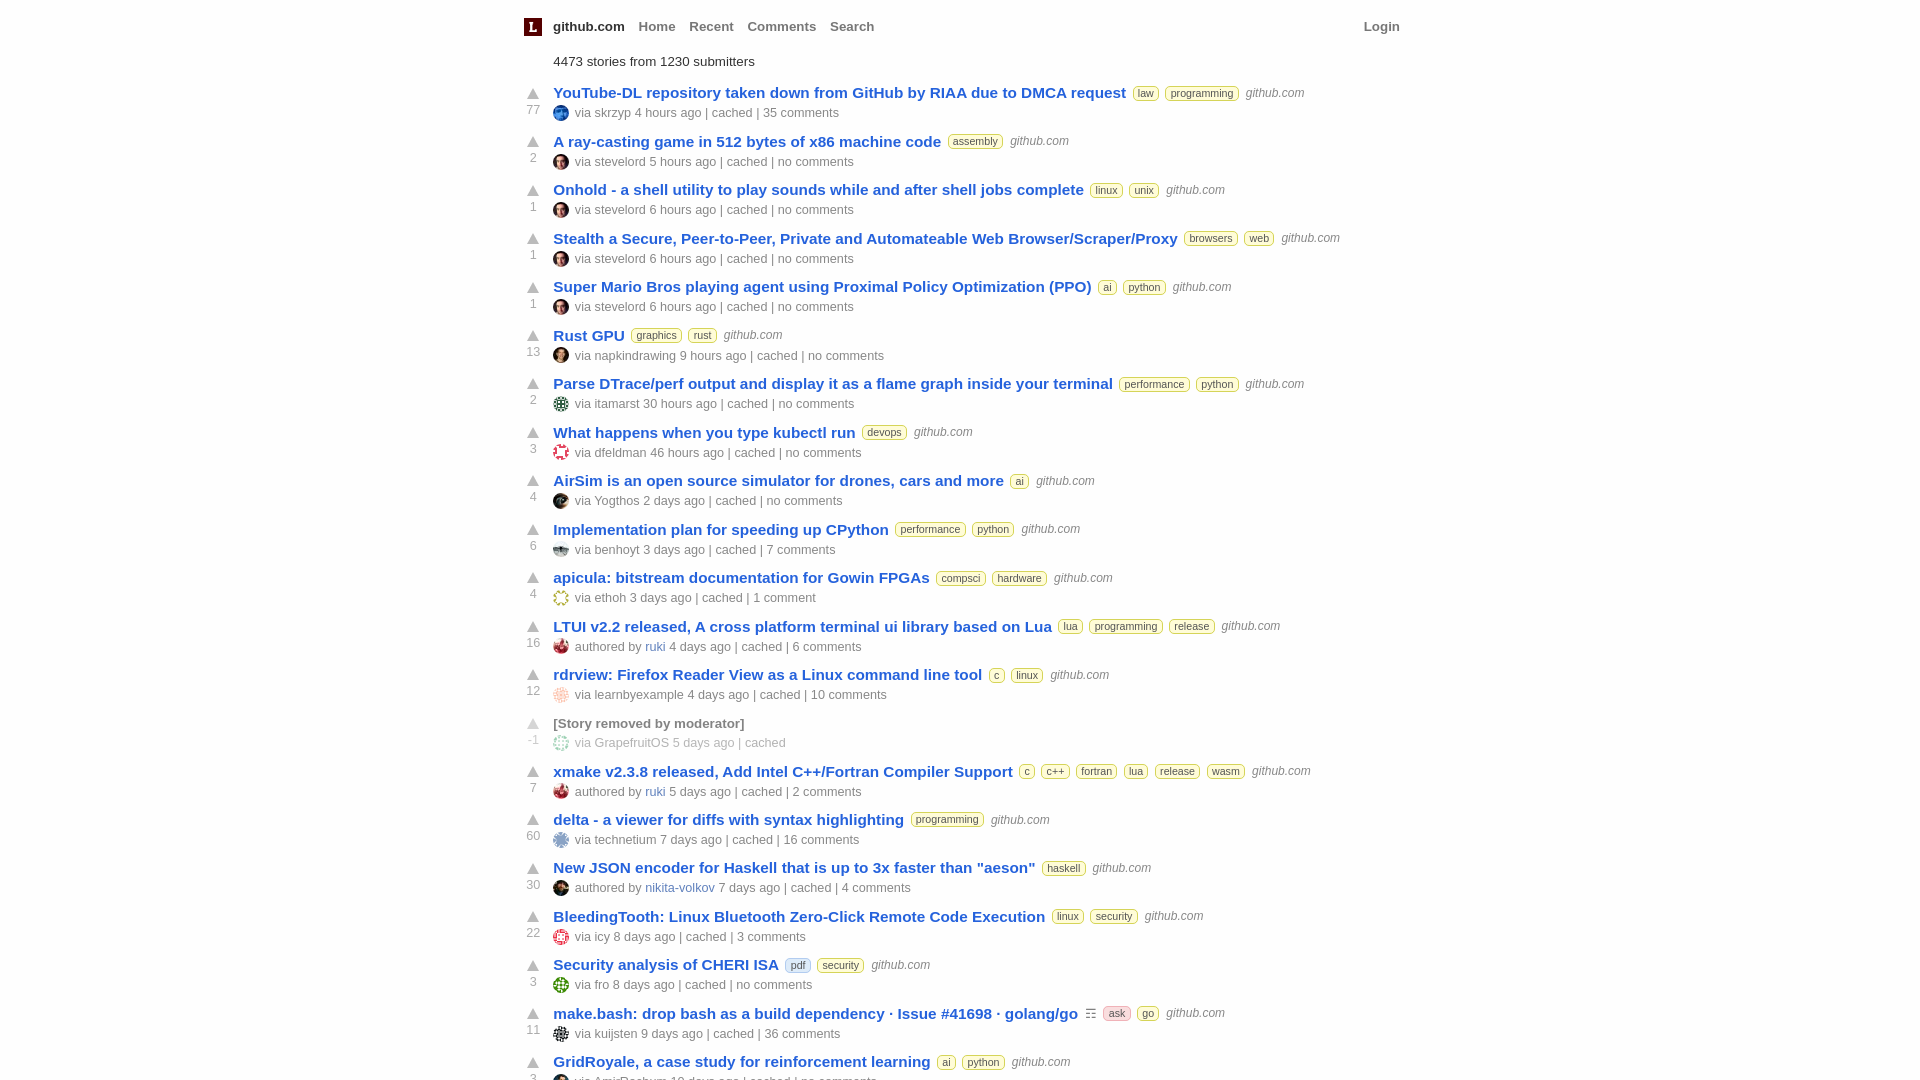 L github.com Home Recent Comments Search Login
4473 stories from 1230 submitters
YouTube-DL repository taken down from GitHub by RIAA due to DMCA request law programming github.com
77 via skrzyp 4 hours ago | cached | 35 comments
A ray-casting game in 512 bytes of x86 machine code assembly github.com
2 via stevelord 5 hours ago | cached | no comments
Onhold - a shell utility to play sounds while and after shell jobs complete linux unix github.com
1 via stevelord 6 hours ago | cached | no comments
Stealth a Secure, Peer-to-Peer, Private and Automateable Web Browser/Scraper/Proxy browsers web github.com
1 via stevelord 6 hours ago | cached | no comments
Super Mario Bros playing agent using Proximal Policy Optimization (PPO) ai python github.com
1 via stevelord 6 hours ago | cached | no comments
Rust GPU graphics rust github.com
13 via napkindrawing 9 hours ago | cached | no comments
Parse DTrace/perf output and display it as a flame graph inside your terminal performance python github.com
2 via itamarst 30 hours ago | cached | no comments
What happens when you type kubectl run devops github.com
3 via dfeldman 46 hours ago | cached | no comments
AirSim is an open source simulator for drones, cars and more ai github.com
4 via Yogthos 2 days ago | cached | no comments
Implementation plan for speeding up CPython performance python github.com
6 via benhoyt 3 days ago | cached | 7 comments
apicula: bitstream documentation for Gowin FPGAs compsci hardware github.com
4 via ethoh 3 days ago | cached | 1 comment
LTUI v2.2 released, A cross platform terminal ui library based on Lua lua programming release github.com
16 authored by ruki 4 days ago | cached | 6 comments
rdrview: Firefox Reader View as a Linux command line tool c linux github.com
12 via learnbyexample 4 days ago | cached | 10 comments
[Story removed by moderator]
-1 via GrapefruitOS 5 days ago | cached
xmake v2.3.8 released, Add Intel C++/Fortran Compiler Support c c++ fortran lua release wasm github.com
7 authored by ruki 5 days ago | cached | 2 comments
delta - a viewer for diffs with syntax highlighting programming github.com
60 via technetium 7 days ago | cached | 16 comments
New JSON encoder for Haskell that is up to 3x faster than "aeson" haskell github.com
30 authored by nikita-volkov 7 days ago | cached | 4 comments
BleedingTooth: Linux Bluetooth Zero-Click Remote Code Execution linux security github.com
22 via icy 8 days ago | cached | 3 comments
Security analysis of CHERI ISA pdf security github.com
3 via fro 8 days ago | cached | no comments
make.bash: drop bash as a build dependency · Issue #41698 · golang/go ☶ ask go github.com
11 via kuijsten 9 days ago | cached | 36 comments
GridRoyale, a case study for reinforcement learning ai python github.com